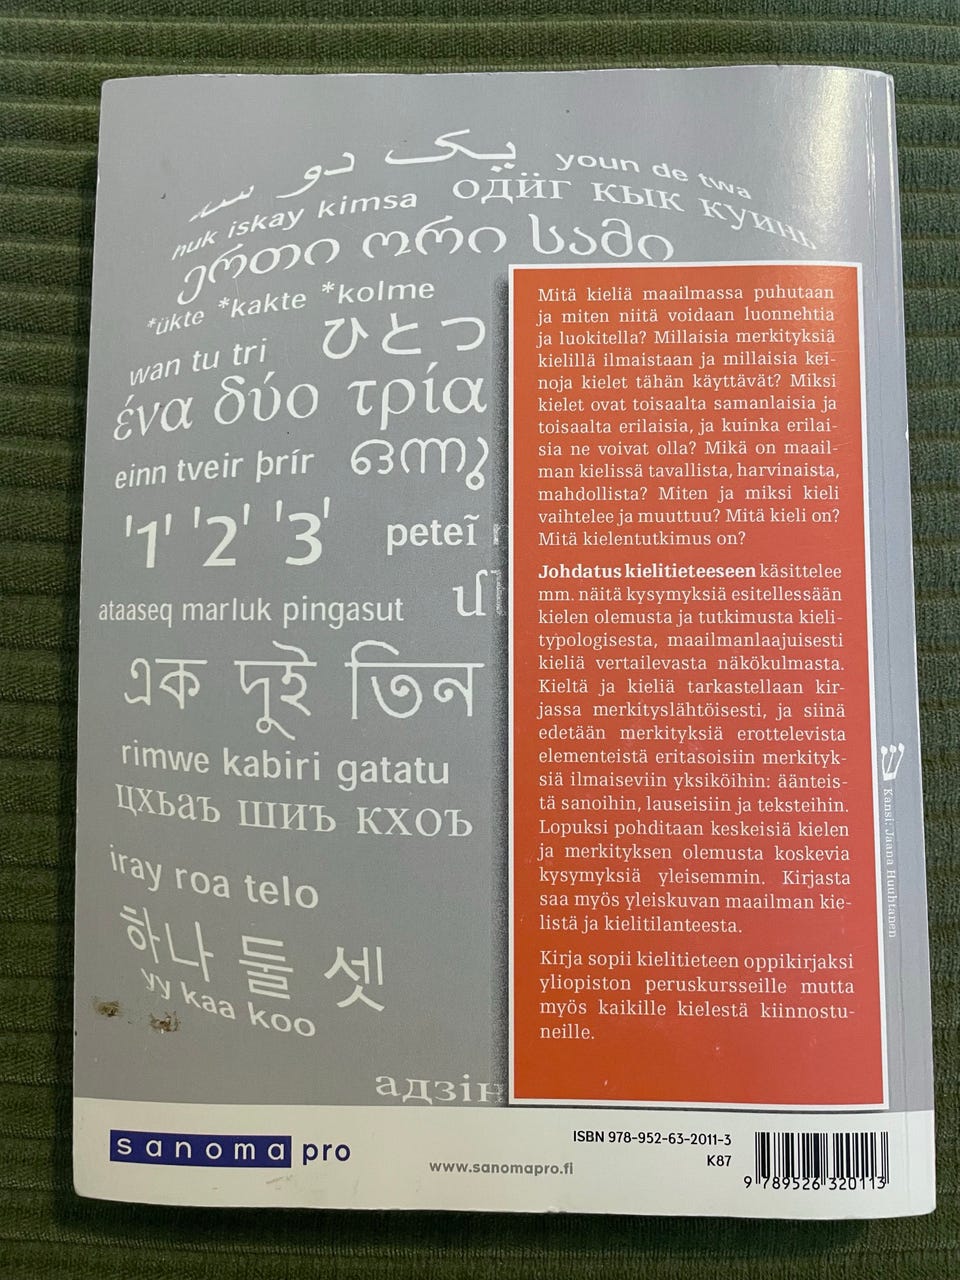 یک دو سه
youn de twa
nuk iskay kimsa
одӥг кык куинь
ერთი ორი სამი
*ükte *kakte *kolme
wan tu tri
ひとつ
ένα δύο τρία
einn tveir þrír
ഒന്നു
'1' '2' '3'
peteĩ
ataaseq marluk pingasut
এক দুই তিন
rimwe kabiri gatatu
цхьаъ шиъ кхоъ
iray roa telo
하나 둘 셋
yy kaa koo
адзін
Mitä kieliä maailmassa puhutaan
ja miten niitä voidaan luonnehtia
ja luokitella? Millaisia merkityksiä
kielillä ilmaistaan ja millaisia kei-
noja kielet tähän käyttävät? Miksi
kielet ovat toisaalta samanlaisia ja
toisaalta erilaisia, ja kuinka erilai-
sia ne voivat olla? Mikä on maail-
man kielissä tavallista, harvinaista,
mahdollista? Miten ja miksi kieli
vaihtelee ja muuttuu? Mitä kieli on?
Mitä kielentutkimus on?
Johdatus kielitieteeseen käsittelee
mm. näitä kysymyksiä esitellessään
kielen olemusta ja tutkimusta kieli-
typologisesta, maailmanlaajuisesti
kieliä vertailevasta näkökulmasta.
Kieltä ja kieliä tarkastellaan kir-
jassa merkityslähtöisesti, ja siinä
edetään merkityksiä erottelevista
elementeistä eritasoisiin merkityk-
siä ilmaiseviin yksiköihin: äänteis-
tä sanoihin, lauseisiin ja teksteihin.
Lopuksi pohditaan keskeisiä kielen
ja merkityksen olemusta koskevia
kysymyksiä yleisemmin. Kirjasta
saa myös yleiskuvan maailman kie-
listä ja kielitilanteesta.
Kirja sopii kielitieteen oppikirjaksi
yliopiston peruskursseille mutta
myös kaikille kielestä kiinnostu-
neille.
ש
Kansi: Jaana Huuhtanen
sanoma pro
www.sanomapro.fi
ISBN 978-952-63-2011-3
K87
9 789526 320113